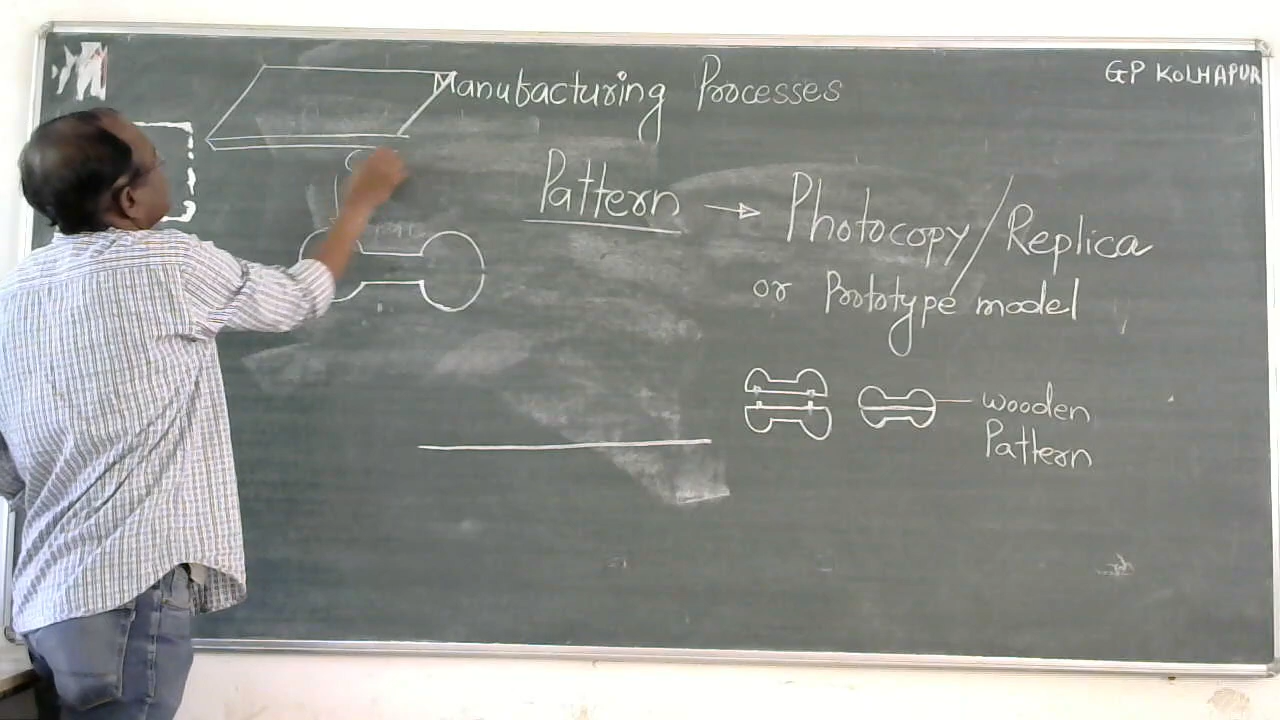 Manufacturing Processes
GP KOLHAPUR
Pattern → Photocopy/Replica
or Prototype model
wooden
Pattern